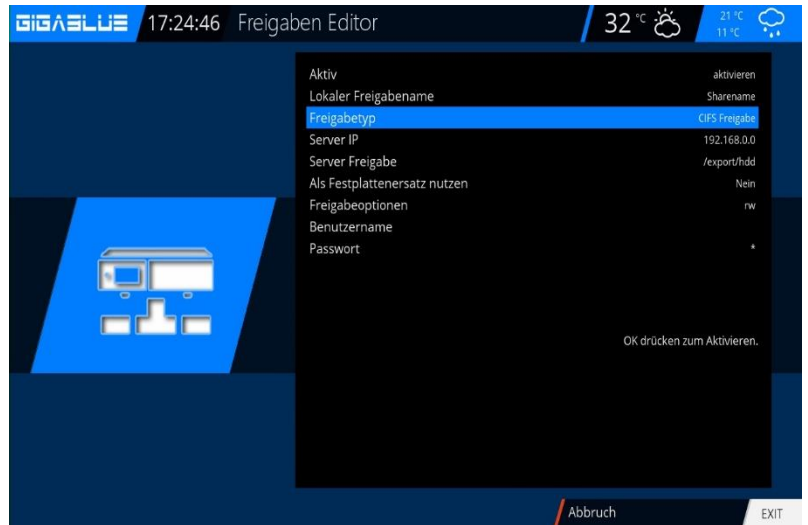 GIGABLUE 17:24:46 Freigaben Editor 32 °C 21 °C
11 °C
Aktiv aktivieren
Lokaler Freigabename Sharename
Freigabetyp CIFS Freigabe
Server IP 192.168.0.0
Server Freigabe /export/hdd
Als Festplattenersatz nutzen Nein
Freigabeoptionen rw
Benutzername
Passwort *
OK drücken zum Aktivieren.
Abbruch EXIT